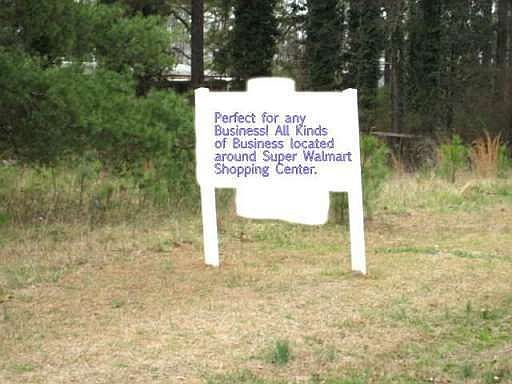 Perfect for any
Business! All Kinds
of Business located
around Super Walmart
Shopping Center.